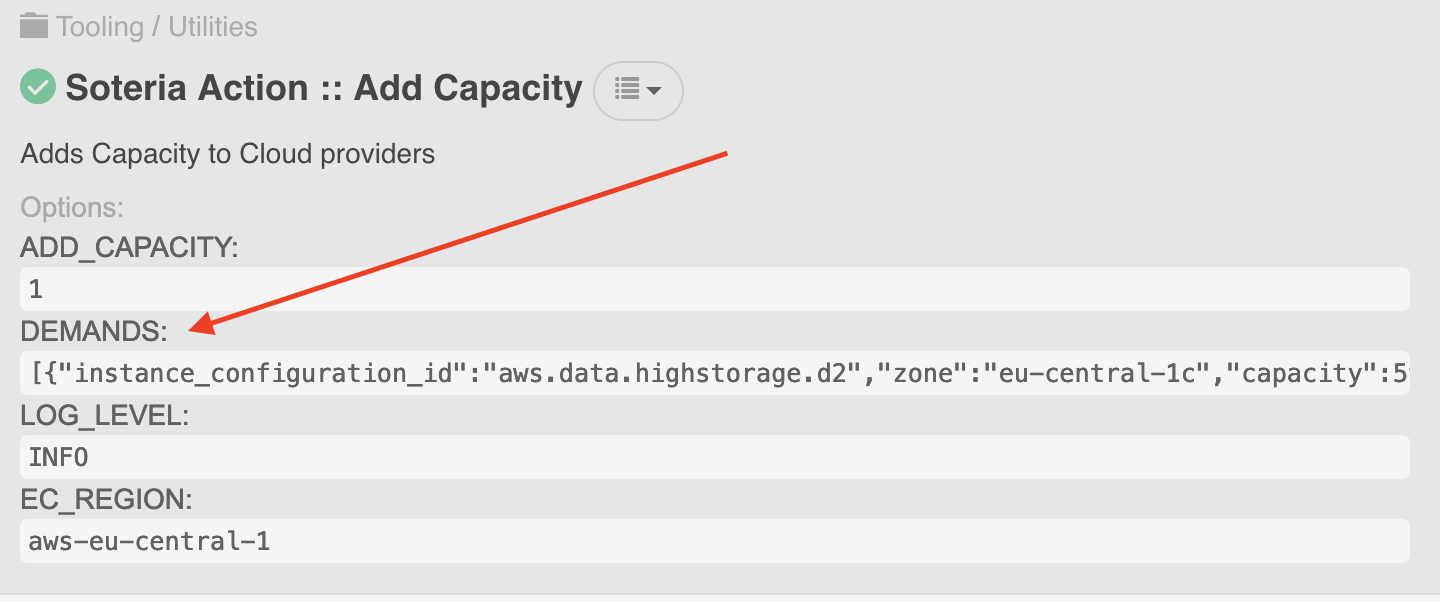 Tooling / Utilities
Soteria Action :: Add Capacity
Adds Capacity to Cloud providers
Options:
ADD_CAPACITY:
1
DEMANDS:
[{"instance_configuration_id":"aws.data.highstorage.d2","zone":"eu-central-1c","capacity":5
LOG_LEVEL:
INFO
EC_REGION:
aws-eu-central-1